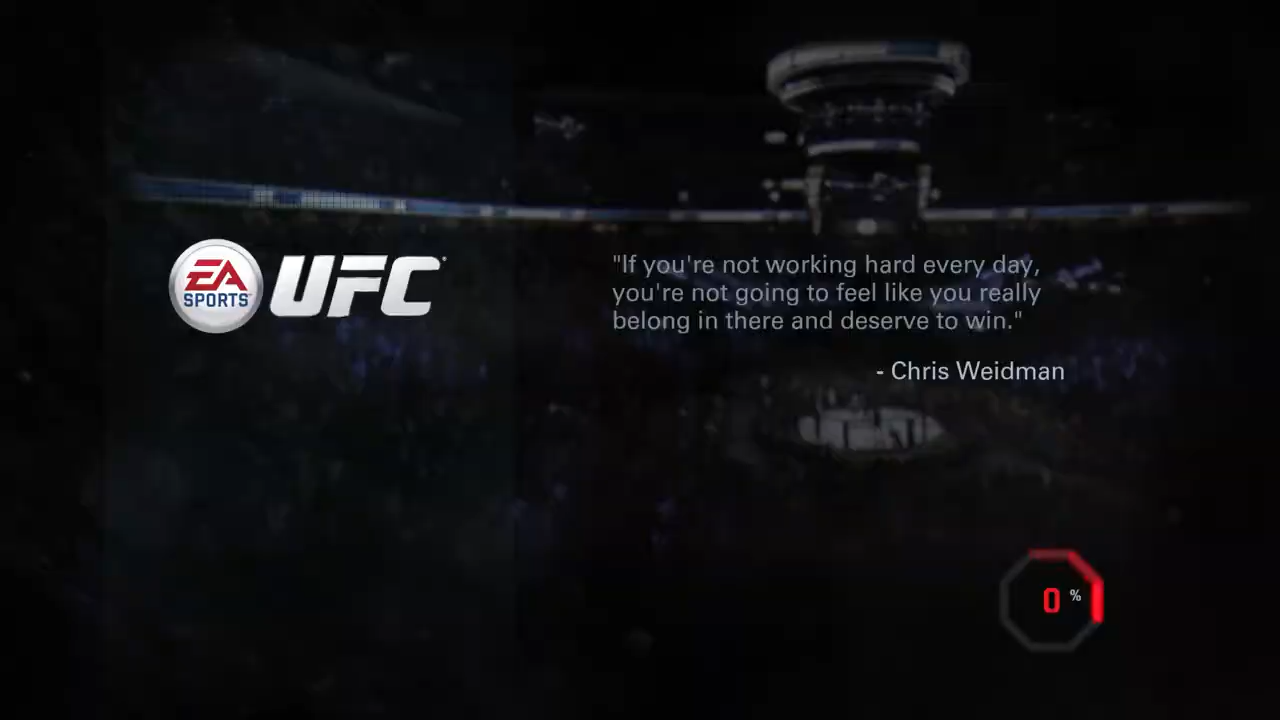 EA
SPORTS
UFC
"If you're not working hard every day,
you're not going to feel like you really
belong in there and deserve to win."
- Chris Weidman
0 %